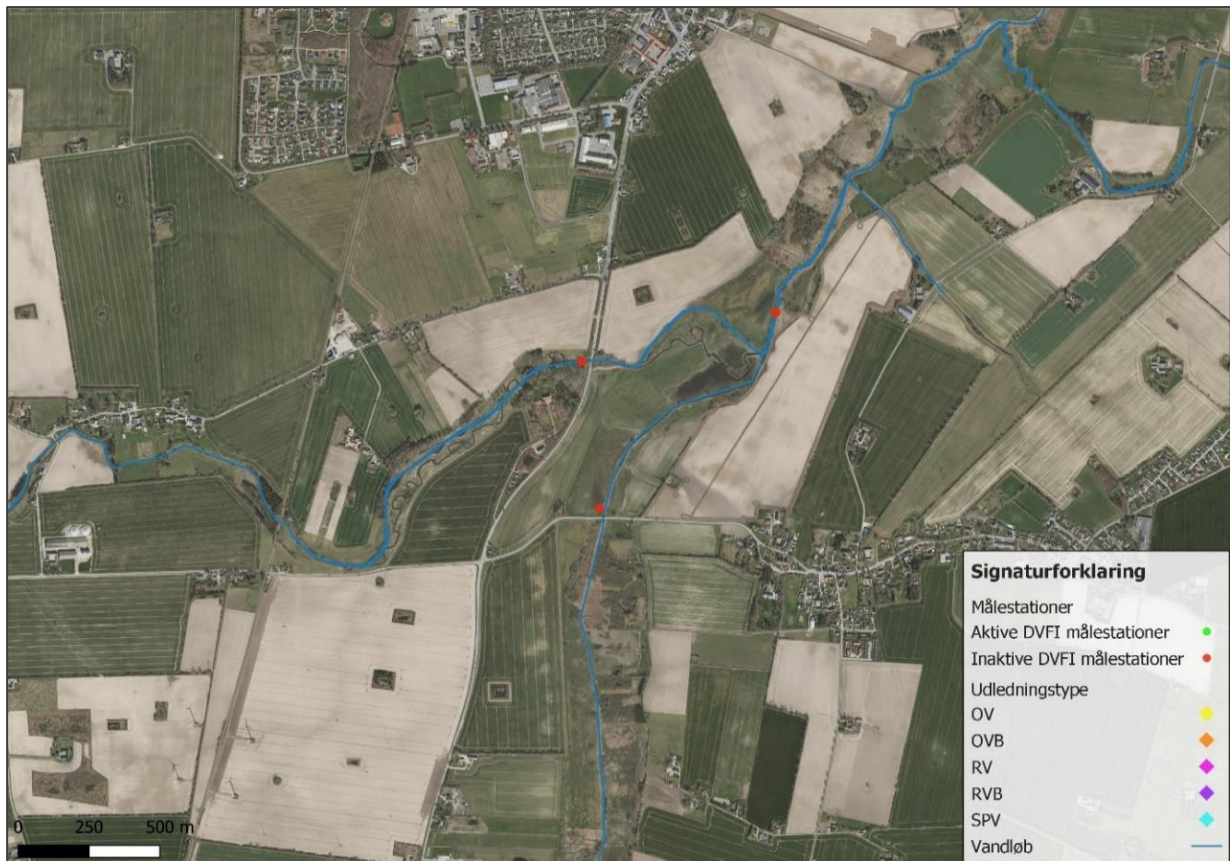 Signaturforklaring
Målestationer
Aktive DVFI målestationer
Inaktive DVFI målestationer
Udledningstype
OV
OVB
RV
RVB
SPV
Vandløb
0 250 500 m